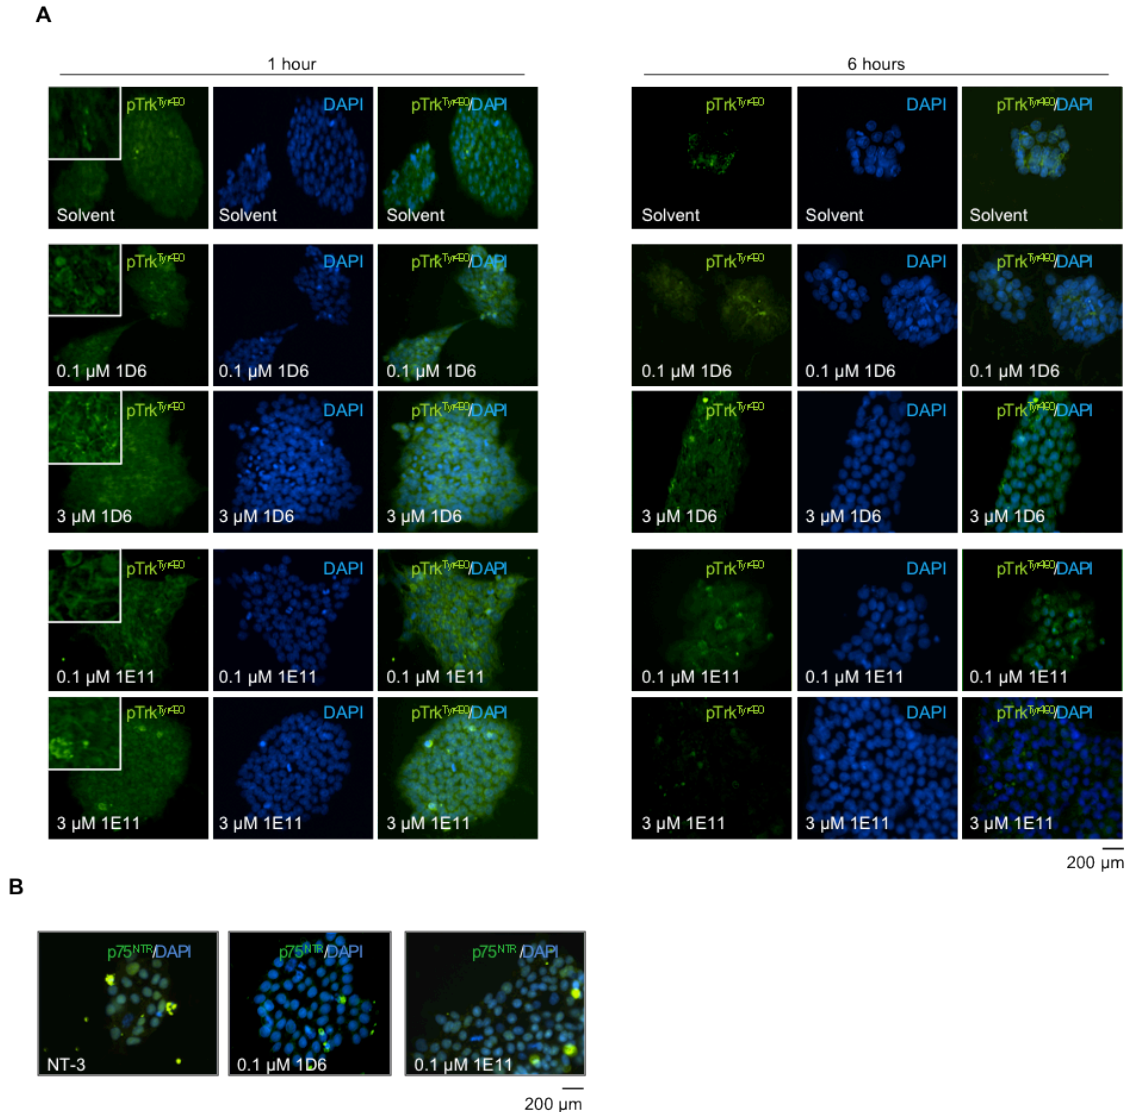 A
1 hour 6 hours
pTrkTyr490 DAPI pTrkTyr490/DAPI pTrkTyr490 DAPI pTrkTyr490/DAPI
Solvent Solvent Solvent Solvent Solvent Solvent
pTrkTyr490 DAPI pTrkTyr490/DAPI pTrkTyr490 DAPI pTrkTyr490/DAPI
0.1 µM 1D6 0.1 µM 1D6 0.1 µM 1D6 0.1 µM 1D6 0.1 µM 1D6 0.1 µM 1D6
pTrkTyr490 DAPI pTrkTyr490/DAPI pTrkTyr490 DAPI pTrkTyr490/DAPI
3 µM 1D6 3 µM 1D6 3 µM 1D6 3 µM 1D6 3 µM 1D6 3 µM 1D6
pTrkTyr490 DAPI pTrkTyr490/DAPI pTrkTyr490 DAPI pTrkTyr490/DAPI
0.1 µM 1E11 0.1 µM 1E11 0.1 µM 1E11 0.1 µM 1E11 0.1 µM 1E11 0.1 µM 1E11
pTrkTyr490 DAPI pTrkTyr490/DAPI pTrkTyr490 DAPI pTrkTyr490/DAPI
3 µM 1E11 3 µM 1E11 3 µM 1E11 3 µM 1E11 3 µM 1E11 3 µM 1E11
200 µm
B
p75NTR/DAPI p75NTR/DAPI p75NTR/DAPI
NT-3 0.1 µM 1D6 0.1 µM 1E11
200 µm